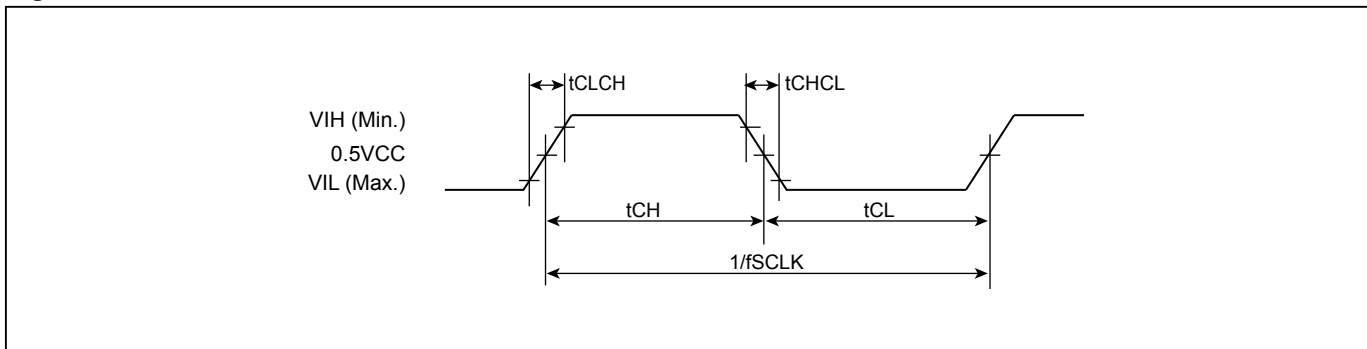 tCLCH
tCHCL
VIH (Min.)
0.5VCC
VIL (Max.)
tCH
tCL
1/fSCLK